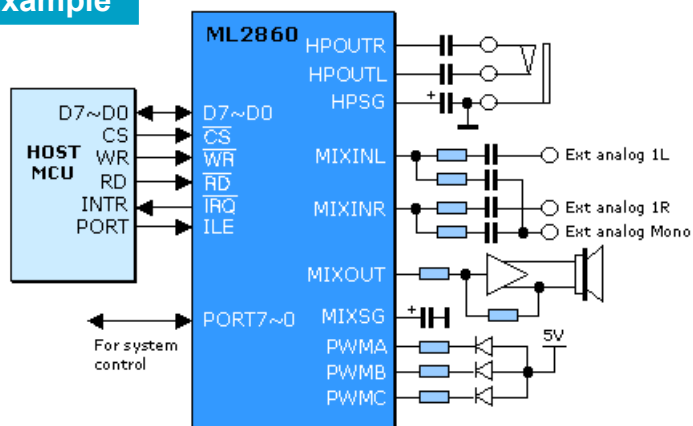 xample
ML2860
HPOUTR
HPOUTL
HPSG
+
D7~D0
CS
HOST
MCU
WR
RD
INTR
PORT
D7~D0
CS
WR
RD
IRQ
ILE
MIXINL
Ext analog 1L
MIXINR
Ext analog 1R
Ext analog Mono
MIXOUT
PORT7~0
For system
control
MIXSG
+
5V
PWMA
PWMB
PWMC